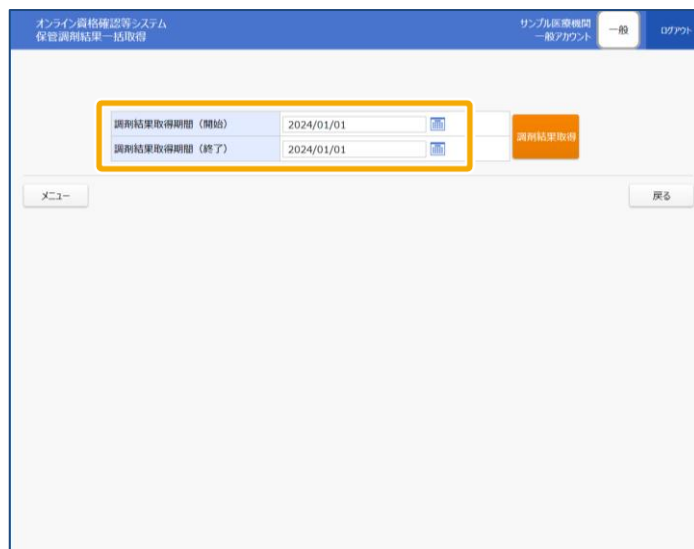 オンライン資格確認等システム
保管調剤結果一括取得
サンプル医療機関
一般アカウント
一般
ログアウト
調剤結果取得期間（開始）
2024/01/01
調剤結果取得期間（終了）
2024/01/01
調剤結果取得
メニュー
戻る